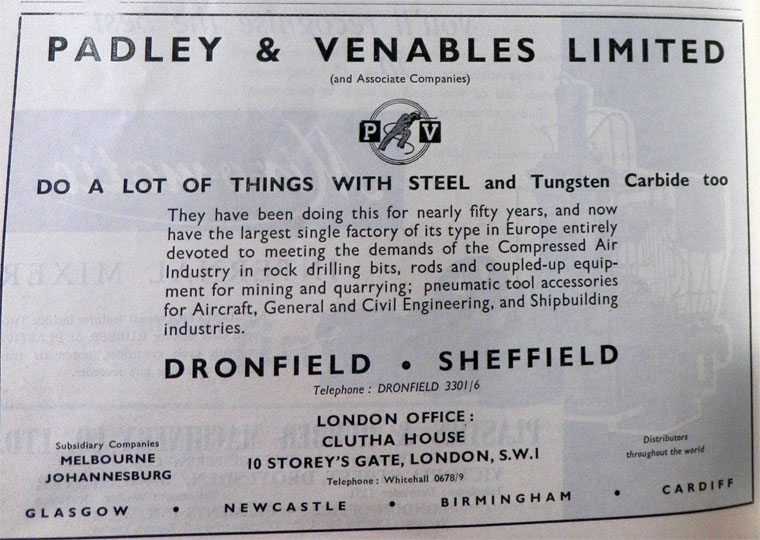 PADLEY & VENABLES LIMITED
(and Associate Companies)
P V
DO A LOT OF THINGS WITH STEEL and Tungsten Carbide too
They have been doing this for nearly fifty years, and now
have the largest single factory of its type in Europe entirely
devoted to meeting the demands of the Compressed Air
Industry in rock drilling bits, rods and coupled-up equip-
ment for mining and quarrying; pneumatic tool accessories
for Aircraft, General and Civil Engineering, and Shipbuilding
industries.
DRONFIELD • SHEFFIELD
Telephone : DRONFIELD 3301/6
LONDON OFFICE :
CLUTHA HOUSE
10 STOREY'S GATE, LONDON, S.W.1
Telephone : Whitehall 0678/9
Subsidiary Companies
MELBOURNE
JOHANNESBURG
Distributors
throughout the world
GLASGOW • NEWCASTLE • BIRMINGHAM • CARDIFF